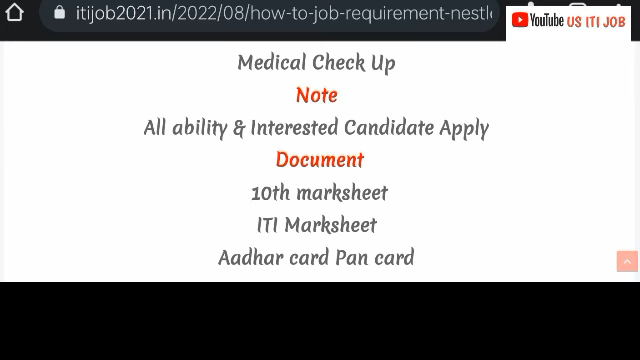 itijob2021.in/2022/08/how-to-job-requirement-nestle
YouTube US ITI JOB
Medical Check Up
Note
All ability & Interested Candidate Apply
Document
10th marksheet
ITI Marksheet
Aadhar card Pan card